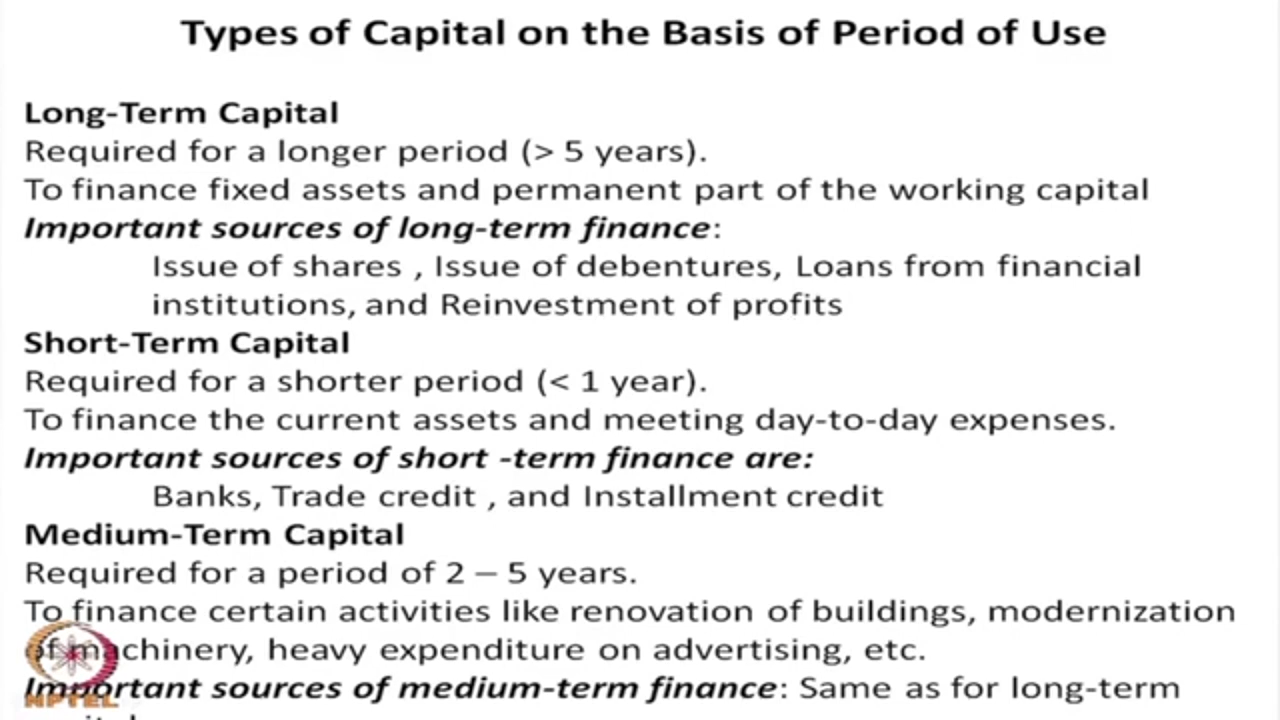 Types of Capital on the Basis of Period of Use
Long-Term Capital
Required for a longer period (> 5 years).
To finance fixed assets and permanent part of the working capital
Important sources of long-term finance:
Issue of shares , Issue of debentures, Loans from financial
institutions, and Reinvestment of profits
Short-Term Capital
Required for a shorter period (< 1 year).
To finance the current assets and meeting day-to-day expenses.
Important sources of short -term finance are:
Banks, Trade credit , and Installment credit
Medium-Term Capital
Required for a period of 2 – 5 years.
To finance certain activities like renovation of buildings, modernization
of machinery, heavy expenditure on advertising, etc.
Important sources of medium-term finance: Same as for long-term
NPTEL